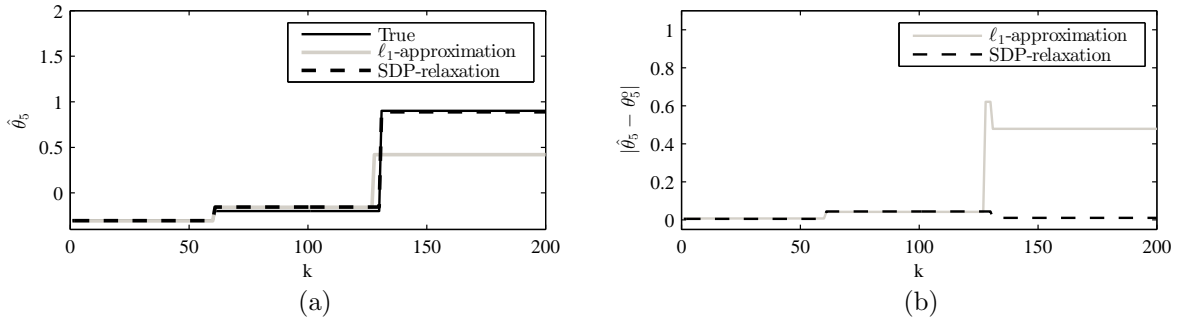 2
1.5
1
0.5
0
0
50
100
150
200
k
θ̂₅
True
ℓ₁-approximation
SDP-relaxation
(a)
1
0.8
0.6
0.4
0.2
0
0
50
100
150
200
k
|θ̂₅ − θ₅ᵒ|
ℓ₁-approximation
SDP-relaxation
(b)